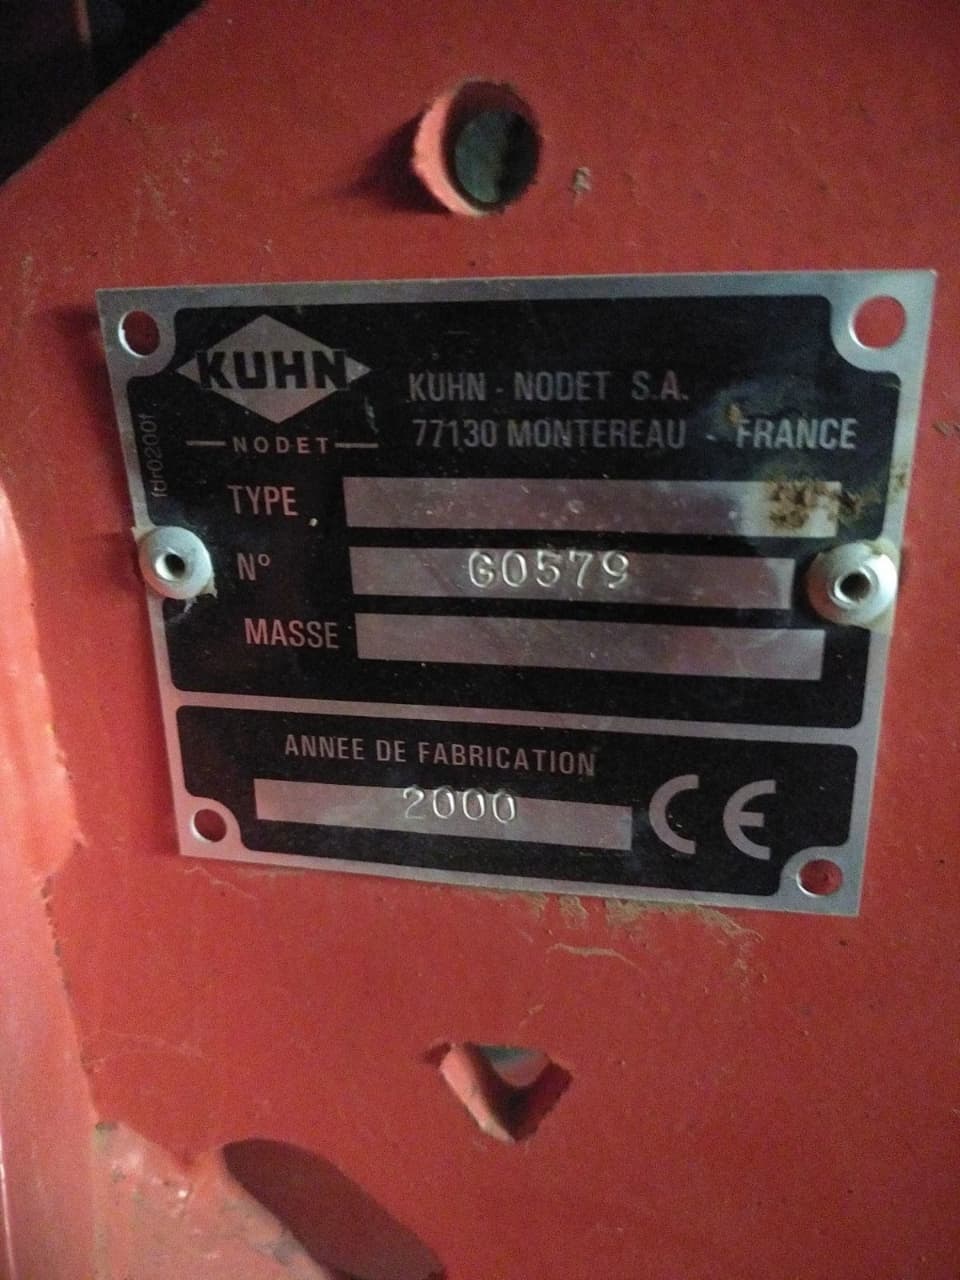 KUHN
NODET
KUHN - NODET S.A.
77130 MONTEREAU - FRANCE
TYPE
N° G0579
MASSE
ANNEE DE FABRICATION
2000
CE